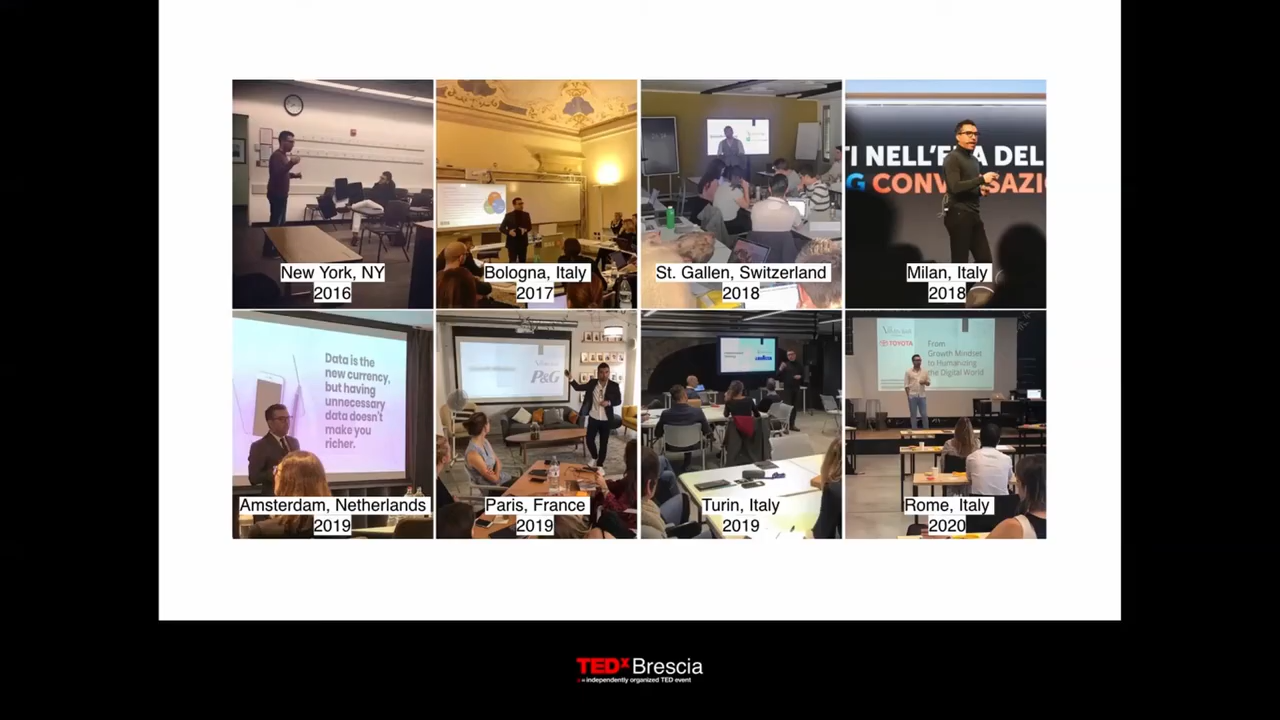 TI NELL'E A DEL
G CONV SAZI
New York, NY
2016
Bologna, Italy
2017
St. Gallen, Switzerland
2018
Milan, Italy
2018
Data is the
new currency,
but having
unnecessary
data doesn't
make you
richer.
P&G
TOYOTA
From
Growth Mindset
to Humanizing
the Digital World
Amsterdam, Netherlands
2019
Paris, France
2019
Turin, Italy
2019
Rome, Italy
2020
TEDxBrescia
x = independently organized TED event